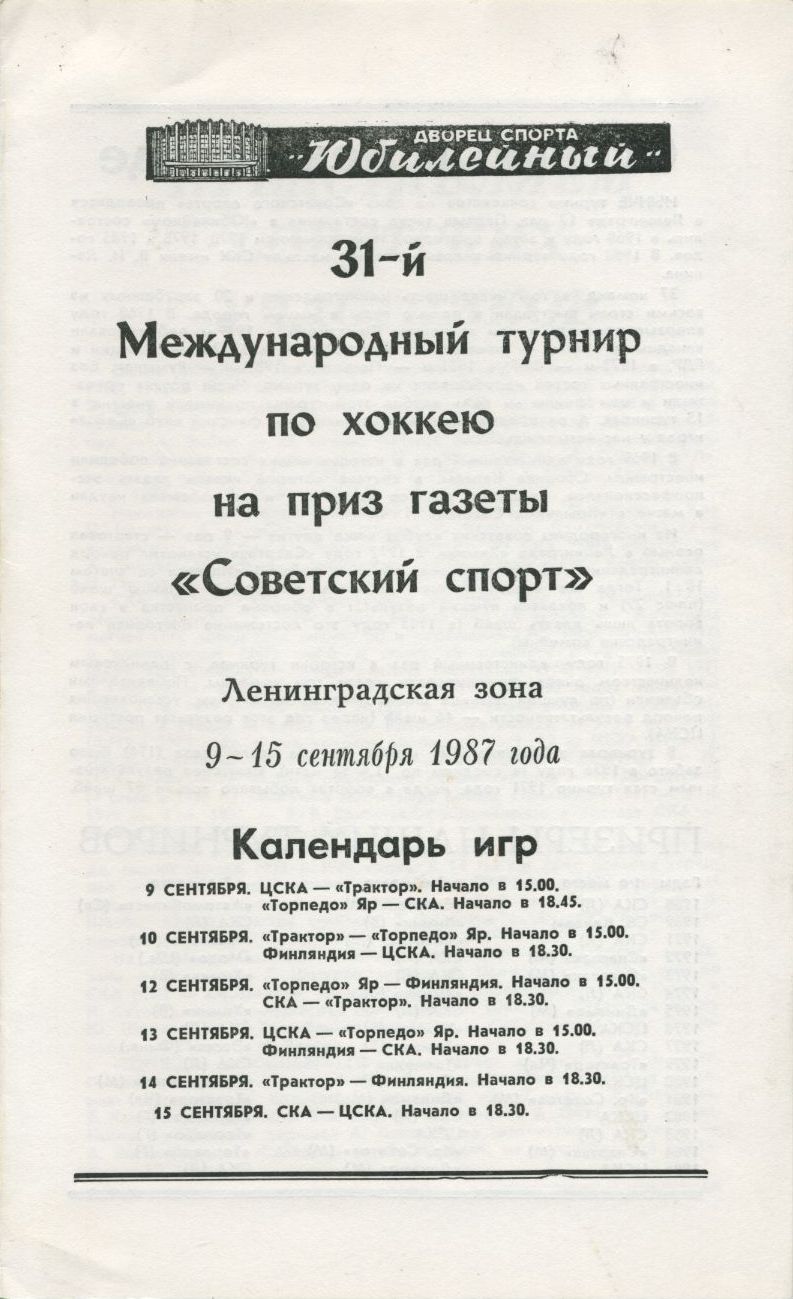 ДВОРЕЦ СПОРТА
"Юбилейный"
31-й
Международный турнир
по хоккею
на приз газеты
«Советский спорт»
Ленинградская зона
9–15 сентября 1987 года
Календарь игр
9 СЕНТЯБРЯ. ЦСКА — «Трактор». Начало в 15.00.
«Торпедо» Яр — СКА. Начало в 18.45.
10 СЕНТЯБРЯ. «Трактор» — «Торпедо» Яр. Начало в 15.00.
Финляндия — ЦСКА. Начало в 18.30.
12 СЕНТЯБРЯ. «Торпедо» Яр — Финляндия. Начало в 15.00.
СКА — «Трактор». Начало в 18.30.
13 СЕНТЯБРЯ. ЦСКА — «Торпедо» Яр. Начало в 15.00.
Финляндия — СКА. Начало в 18.30.
14 СЕНТЯБРЯ. «Трактор» — Финляндия. Начало в 18.30.
15 СЕНТЯБРЯ. СКА — ЦСКА. Начало в 18.30.